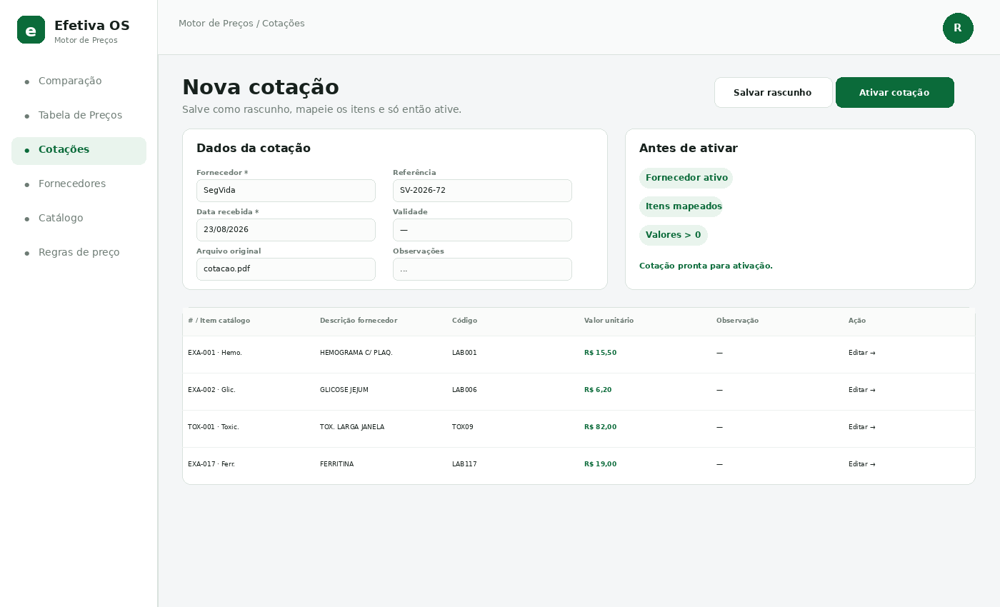 e
Efetiva OS
Motor de Preços
Comparação
Tabela de Preços
Cotações
Fornecedores
Catálogo
Regras de preço
Motor de Preços / Cotações
R
Nova cotação
Salve como rascunho, mapeie os itens e só então ative.
Salvar rascunho
Ativar cotação
Dados da cotação
Fornecedor * Referência
SegVida SV-2026-72
Data recebida * Validade
23/08/2026 —
Arquivo original Observações
cotacao.pdf ...
Antes de ativar
Fornecedor ativo
Itens mapeados
Valores > 0
Cotação pronta para ativação.
# / Item catálogo Descrição fornecedor Código Valor unitário Observação Ação
EXA-001 · Hemo. HEMOGRAMA C/ PLAQ. LAB001 R$ 15,50 — Editar →
EXA-002 · Glic. GLICOSE JEJUM LAB006 R$ 6,20 — Editar →
TOX-001 · Toxic. TOX. LARGA JANELA TOX09 R$ 82,00 — Editar →
EXA-017 · Ferr. FERRITINA LAB117 R$ 19,00 — Editar →